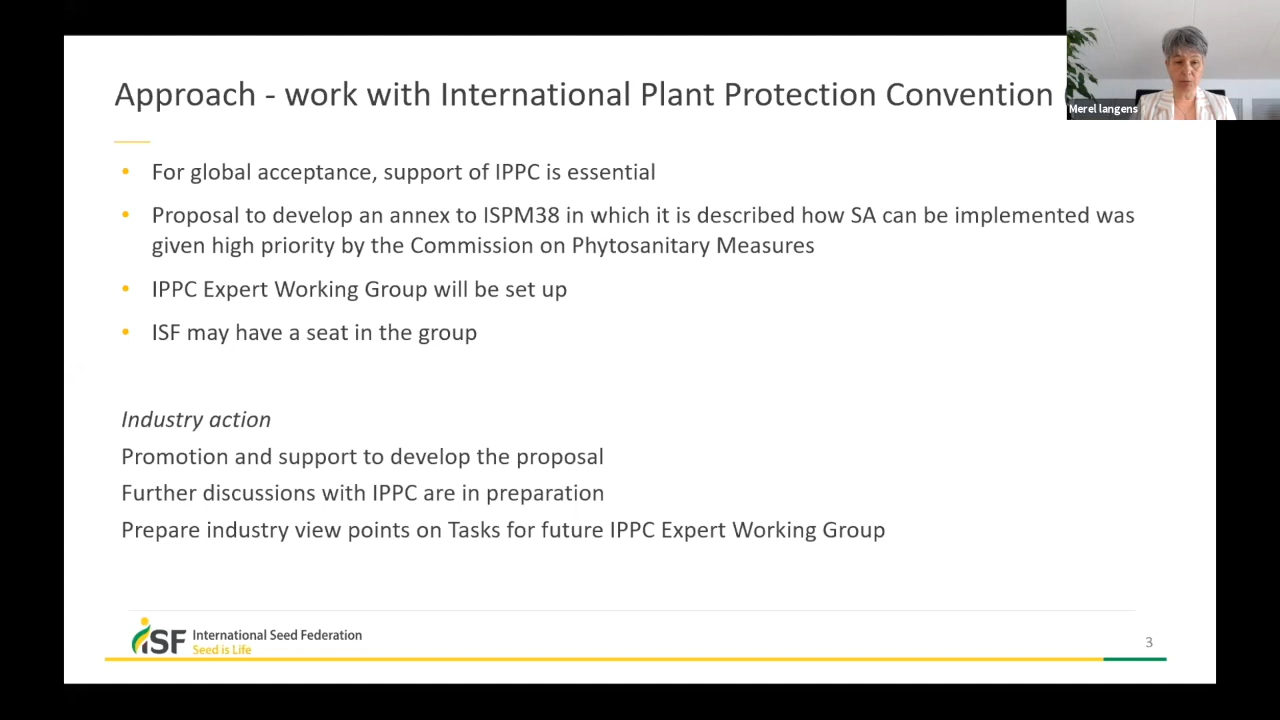 Approach - work with International Plant Protection Convention
Merel langens
• For global acceptance, support of IPPC is essential
• Proposal to develop an annex to ISPM38 in which it is described how SA can be implemented was
given high priority by the Commission on Phytosanitary Measures
• IPPC Expert Working Group will be set up
• ISF may have a seat in the group
Industry action
Promotion and support to develop the proposal
Further discussions with IPPC are in preparation
Prepare industry view points on Tasks for future IPPC Expert Working Group
iSF International Seed Federation
Seed is Life
3